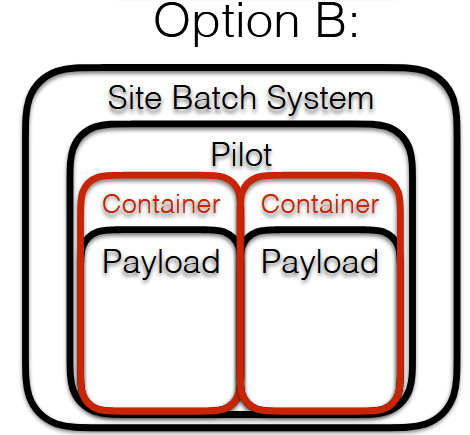 Option B:
Site Batch System
Pilot
Container Container
Payload Payload